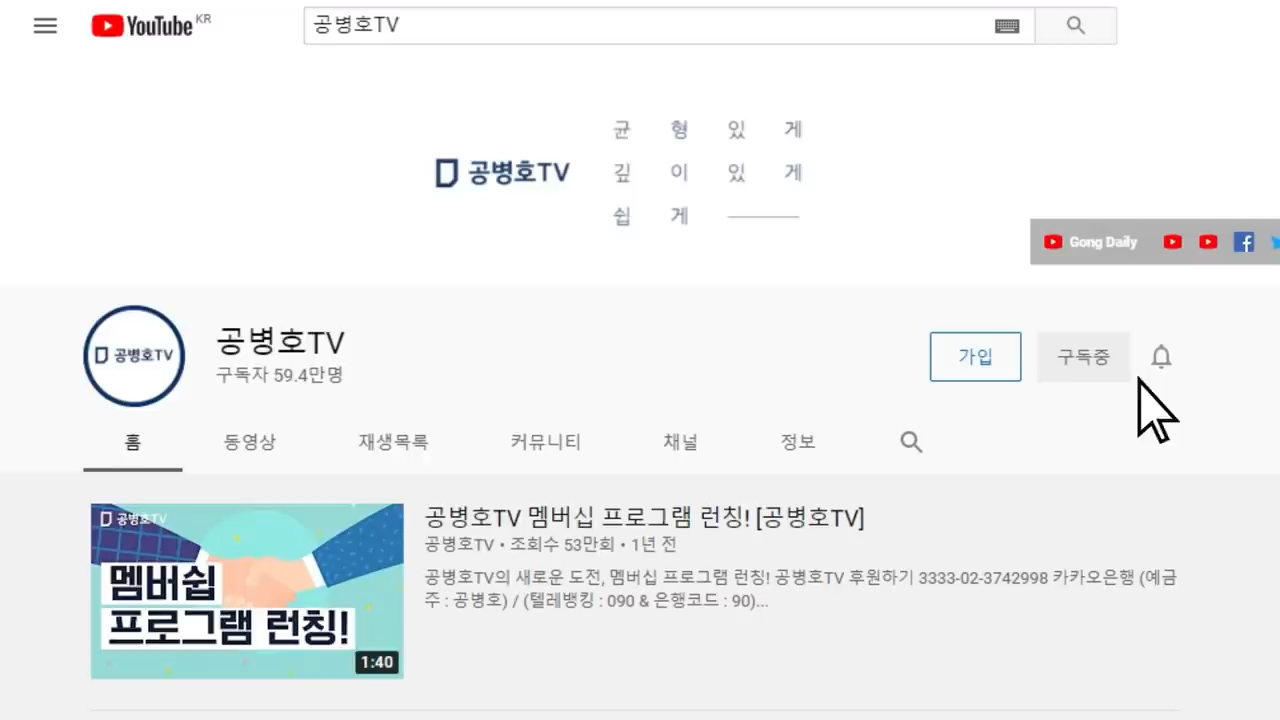 YouTube KR
공병호TV
균 형 있 게
공병호TV
깊 이 있 게
쉽 게
Gong Daily
공병호TV
공병호TV
구독자 59.4만명
가입
구독중
홈
동영상
재생목록
커뮤니티
채널
정보
공병호TV
멤버쉽
프로그램 런칭!
1:40
공병호TV 멤버십 프로그램 런칭! [공병호TV]
공병호TV • 조회수 53만회 • 1년 전
공병호TV의 새로운 도전, 멤버십 프로그램 런칭! 공병호TV 후원하기 3333-02-3742998 카카오은행 (예금
주 : 공병호) / (텔레뱅킹 : 090 & 은행코드 : 90)...